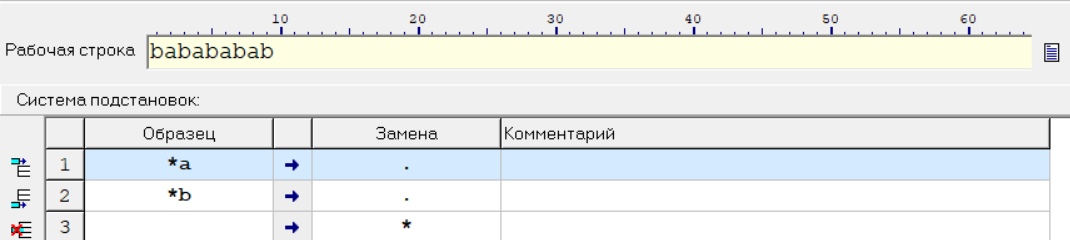 10 20 30 40 50 60
Рабочая строка babababab
Система подстановок:
Образец Замена Комментарий
1 *a → .
2 *b → .
3 → *